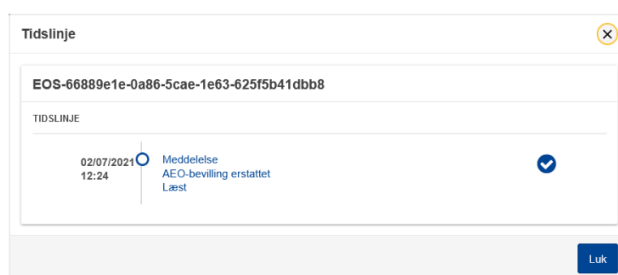 Tidslinje
EOS-66889e1e-0a86-5cae-1e63-625f5b41dbb8
TIDSLINJE
02/07/2021
12:24
Meddelelse
AEO-bevilling erstattet
Læst
Luk